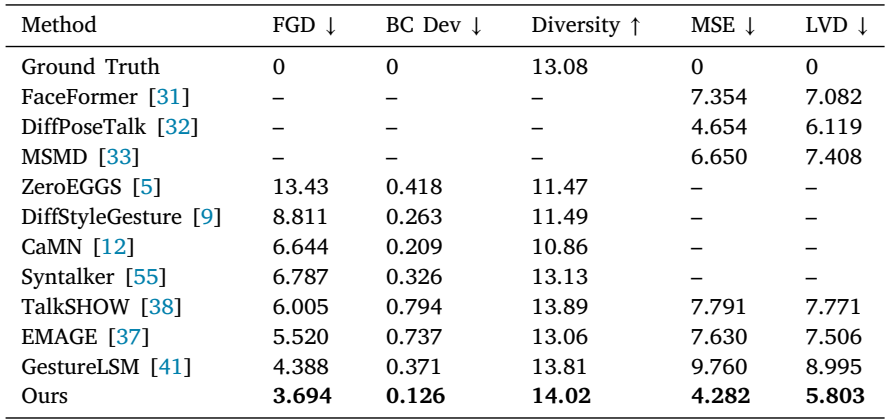 Method FGD ↓ BC Dev ↓ Diversity ↑ MSE ↓ LVD ↓
Ground Truth 0 0 13.08 0 0
FaceFormer [31] – – – 7.354 7.082
DiffPoseTalk [32] – – – 4.654 6.119
MSMD [33] – – – 6.650 7.408
ZeroEGGS [5] 13.43 0.418 11.47 – –
DiffStyleGesture [9] 8.811 0.263 11.49 – –
CaMN [12] 6.644 0.209 10.86 – –
Syntalker [55] 6.787 0.326 13.13 – –
TalkSHOW [38] 6.005 0.794 13.89 7.791 7.771
EMAGE [37] 5.520 0.737 13.06 7.630 7.506
GestureLSM [41] 4.388 0.371 13.81 9.760 8.995
Ours 3.694 0.126 14.02 4.282 5.803